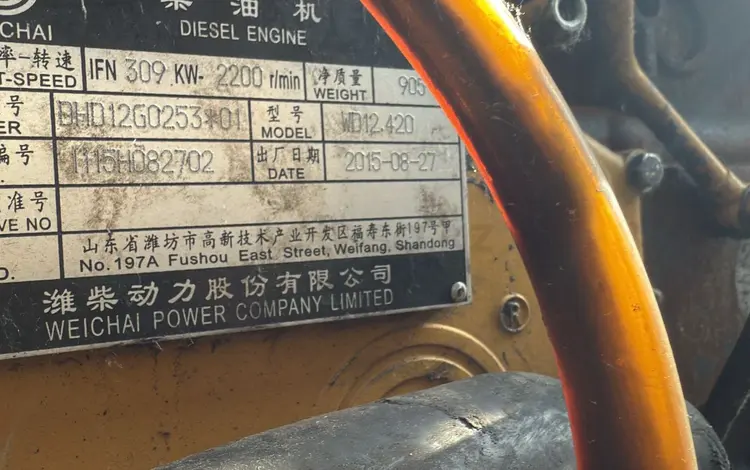 柴油机
CHAI DIESEL ENGINE
率-转速 IFN 309 KW- 2200 r/min 净质量 905
T-SPEED WEIGHT
号 DHD12G0253*01 型号 WD12.420
ER MODEL
编号 1115H082702 出厂日期 2015-08-27
DATE
准号
VE NO
山东省潍坊市高新技术产业开发区福寿东街197号甲
No.197A Fushou East Street, Weifang, Shandong
D.
潍柴动力股份有限公司
WEICHAI POWER COMPANY LIMITED
R